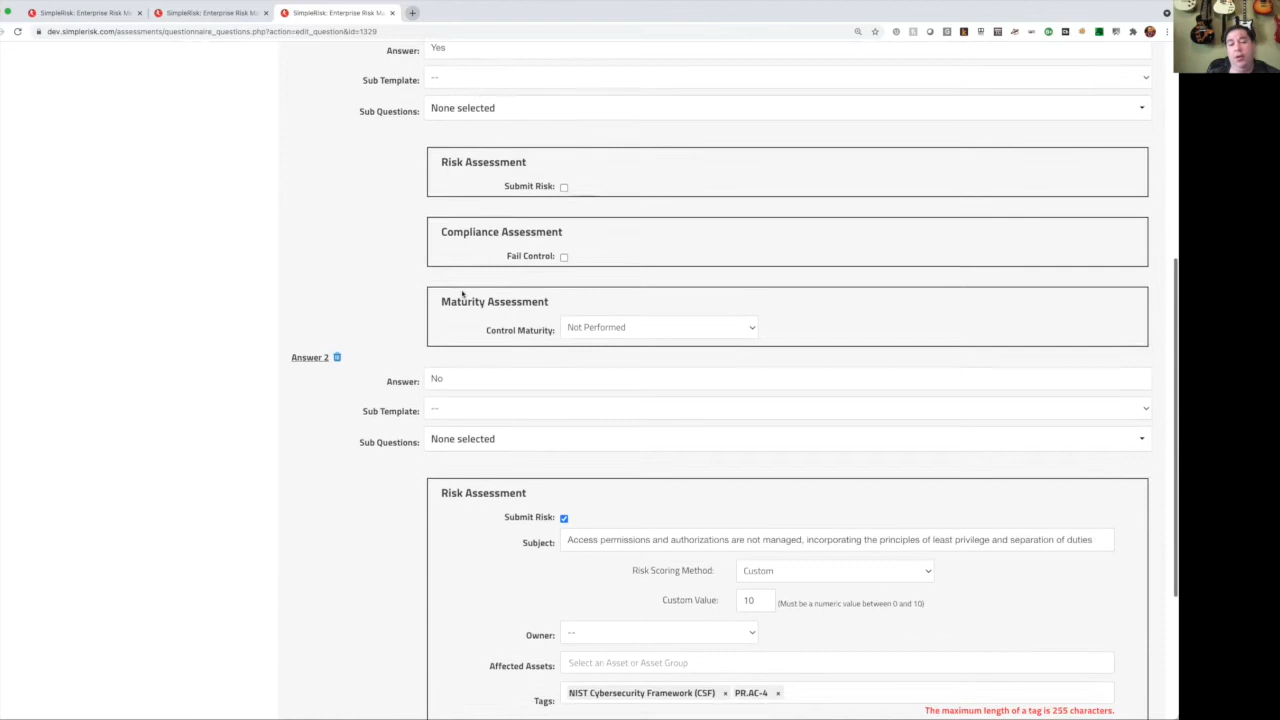 SimpleRisk: Enterprise Risk M × SimpleRisk: Enterprise Risk Ma × SimpleRisk: Enterprise Risk Ma × +
dev.simplerisk.com/assessments/questionnaire_questions.php?action=edit_question&id=1329
Answer: Yes
Sub Template: --
Sub Questions: None selected
Risk Assessment
Submit Risk:
Compliance Assessment
Fail Control:
Maturity Assessment
Control Maturity: Not Performed
Answer 2
Answer: No
Sub Template: --
Sub Questions: None selected
Risk Assessment
Submit Risk:
Subject: Access permissions and authorizations are not managed, incorporating the principles of least privilege and separation of duties
Risk Scoring Method: Custom
Custom Value: 10 (Must be a numeric value between 0 and 10)
Owner: --
Affected Assets: Select an Asset or Asset Group
Tags: NIST Cybersecurity Framework (CSF) × PR.AC-4 ×
The maximum length of a tag is 255 characters.